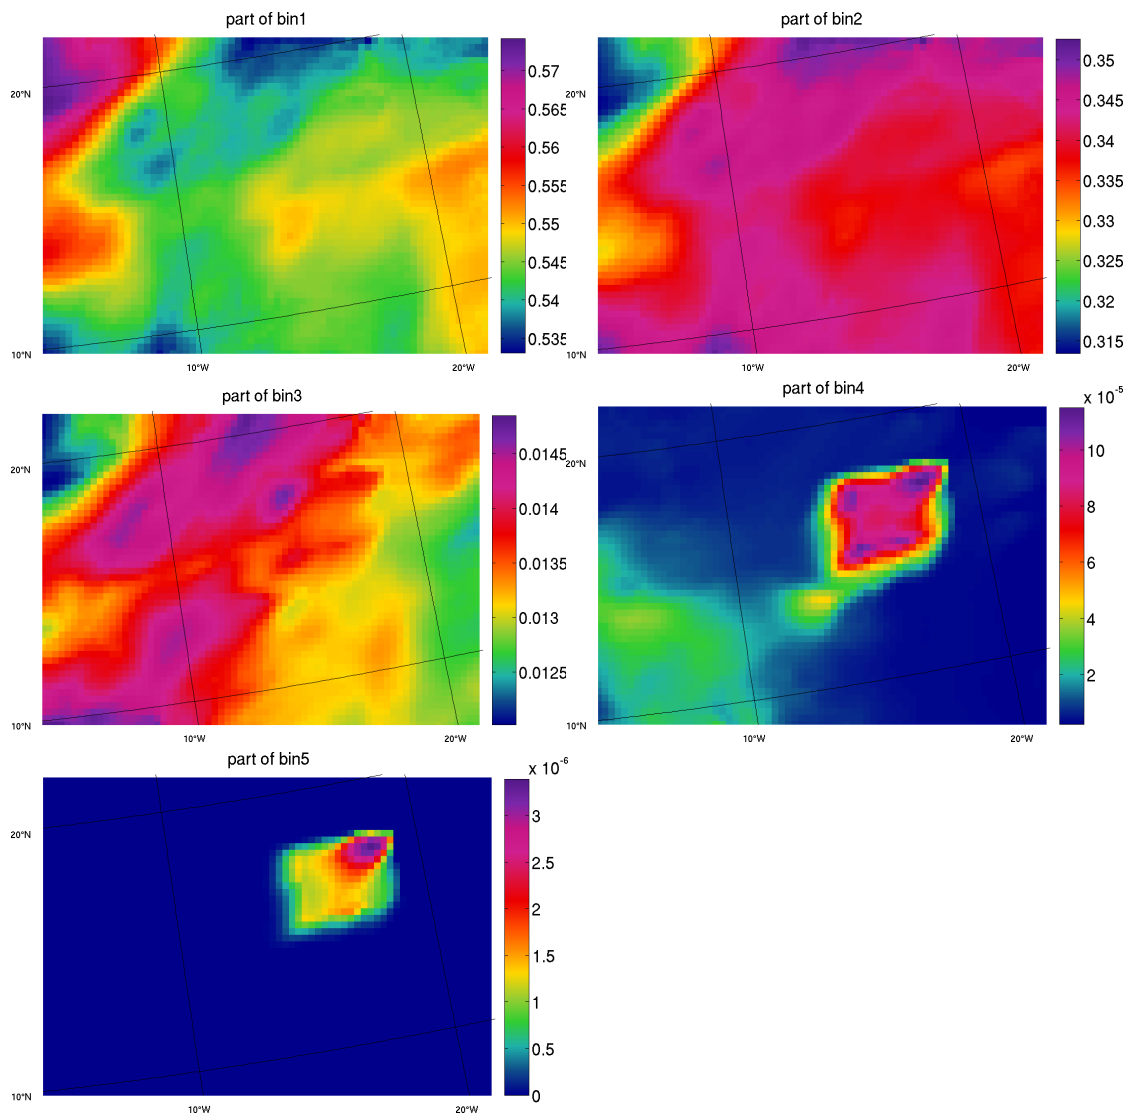 part of bin1
0.57
0.565
0.56
0.555
0.55
0.545
0.54
0.535
20°N
10°N
10°W
20°W
part of bin2
0.35
0.345
0.34
0.335
0.33
0.325
0.32
0.315
20°N
10°N
10°W
20°W
part of bin3
0.0145
0.014
0.0135
0.013
0.0125
20°N
10°N
10°W
20°W
part of bin4
x 10-5
10
8
6
4
2
20°N
10°N
10°W
20°W
part of bin5
x 10-6
3
2.5
2
1.5
1
0.5
0
20°N
10°N
10°W
20°W